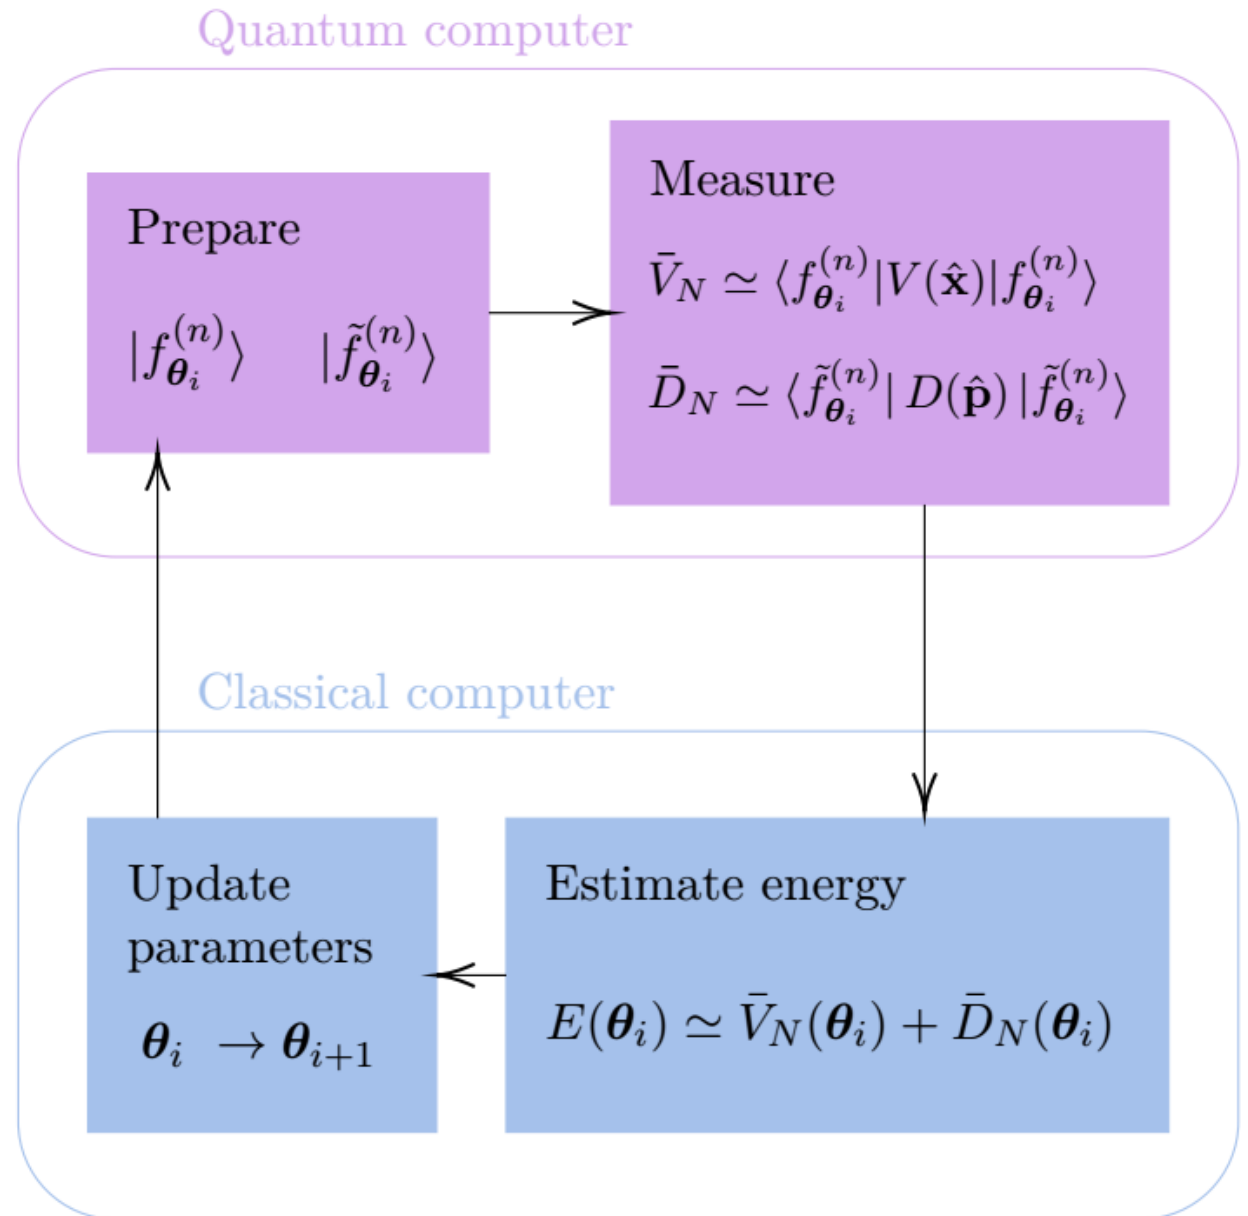 Quantum computer
Prepare
|f_{𝛉_i}^{(n)}⟩ |f̃_{𝛉_i}^{(n)}⟩
Measure
V̄_N ≃ ⟨f_{𝛉_i}^{(n)}|V(𝐱̂)|f_{𝛉_i}^{(n)}⟩
D̄_N ≃ ⟨f̃_{𝛉_i}^{(n)}| D(𝐩̂) |f̃_{𝛉_i}^{(n)}⟩
Classical computer
Update
parameters
𝛉_i → 𝛉_{i+1}
Estimate energy
E(𝛉_i) ≃ V̄_N(𝛉_i) + D̄_N(𝛉_i)